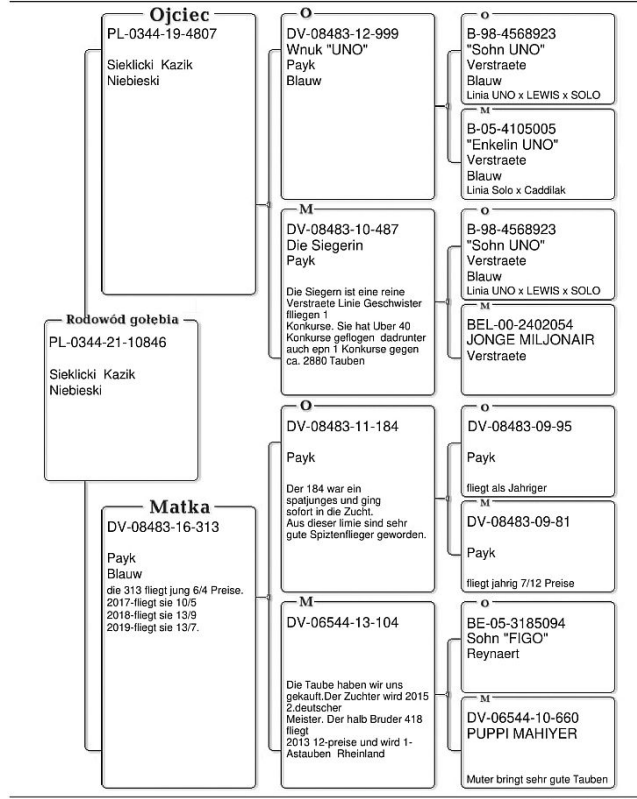 Rodowód gołębia
PL-0344-21-10846
Sieklicki Kazik
Niebieski
Ojciec
PL-0344-19-4807
Sieklicki Kazik
Niebieski
Matka
DV-08483-16-313
Payk
Blauw
die 313 fliegt jung 6/4 Preise.
2017-fliegt sie 10/5
2018-fliegt sie 13/9
2019-fliegt sie 13/7.
O
DV-08483-12-999
Wnuk "UNO"
Payk
Blauw
M
DV-08483-10-487
Die Siegerin
Payk
Die Siegern ist eine reine
Verstraete Linie Geschwister
flliegen 1
Konkurse. Sie hat Uber 40
Konkurse geflogen dadrunter
auch epn 1 Konkurse gegen
ca. 2880 Tauben
O
DV-08483-11-184
Payk
Der 184 war ein
spatjunges und ging
sofort in die Zucht.
Aus dieser limie sind sehr
gute Spiztenflieger geworden.
M
DV-06544-13-104
Die Taube haben wir uns
gekauft.Der Zuchter wird 2015
2.deutscher
Meister. Der halb Bruder 418
fliegt
2013 12-preise und wird 1-
Astauben Rheinland
O
B-98-4568923
"Sohn UNO"
Verstraete
Blauw
Linia UNO x LEWIS x SOLO
M
B-05-4105005
"Enkelin UNO"
Verstraete
Blauw
Linia Solo x Caddilak
O
B-98-4568923
"Sohn UNO"
Verstraete
Blauw
Linia UNO x LEWIS x SOLO
M
BEL-00-2402054
JONGE MILJONAIR
Verstraete
O
DV-08483-09-95
Payk
fliegt als Jahriger
M
DV-08483-09-81
Payk
fliegt jahrig 7/12 Preise
O
BE-05-3185094
Sohn "FIGO"
Reynaert
M
DV-06544-10-660
PUPPI MAHIYER
Muter bringt sehr gute Tauben